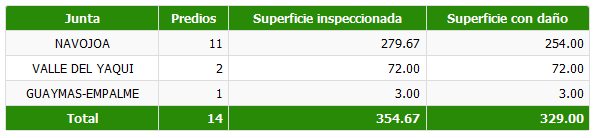 Junta Predios Superficie inspeccionada Superficie con daño
NAVOJOA 11 279.67 254.00
VALLE DEL YAQUI 2 72.00 72.00
GUAYMAS-EMPALME 1 3.00 3.00
Total 14 354.67 329.00